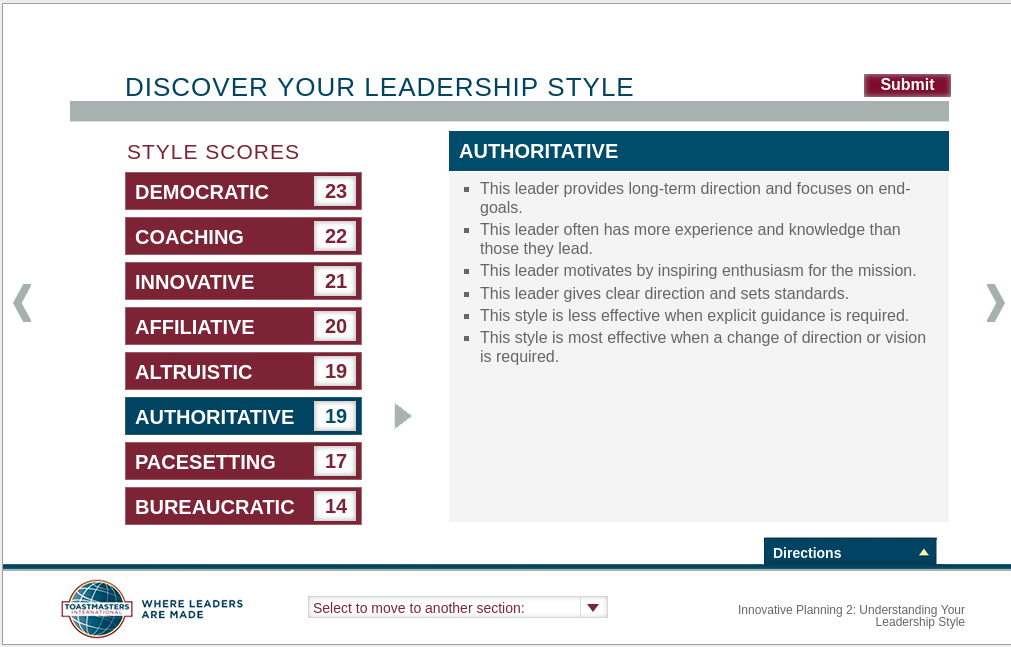 DISCOVER YOUR LEADERSHIP STYLE
Submit
STYLE SCORES
DEMOCRATIC 23
COACHING 22
INNOVATIVE 21
AFFILIATIVE 20
ALTRUISTIC 19
AUTHORITATIVE 19
PACESETTING 17
BUREAUCRATIC 14
AUTHORITATIVE
This leader provides long-term direction and focuses on end-
goals.
This leader often has more experience and knowledge than
those they lead.
This leader motivates by inspiring enthusiasm for the mission.
This leader gives clear direction and sets standards.
This style is less effective when explicit guidance is required.
This style is most effective when a change of direction or vision
is required.
Directions
TOASTMASTERS
INTERNATIONAL
WHERE LEADERS
ARE MADE
Select to move to another section:
Innovative Planning 2: Understanding Your
Leadership Style